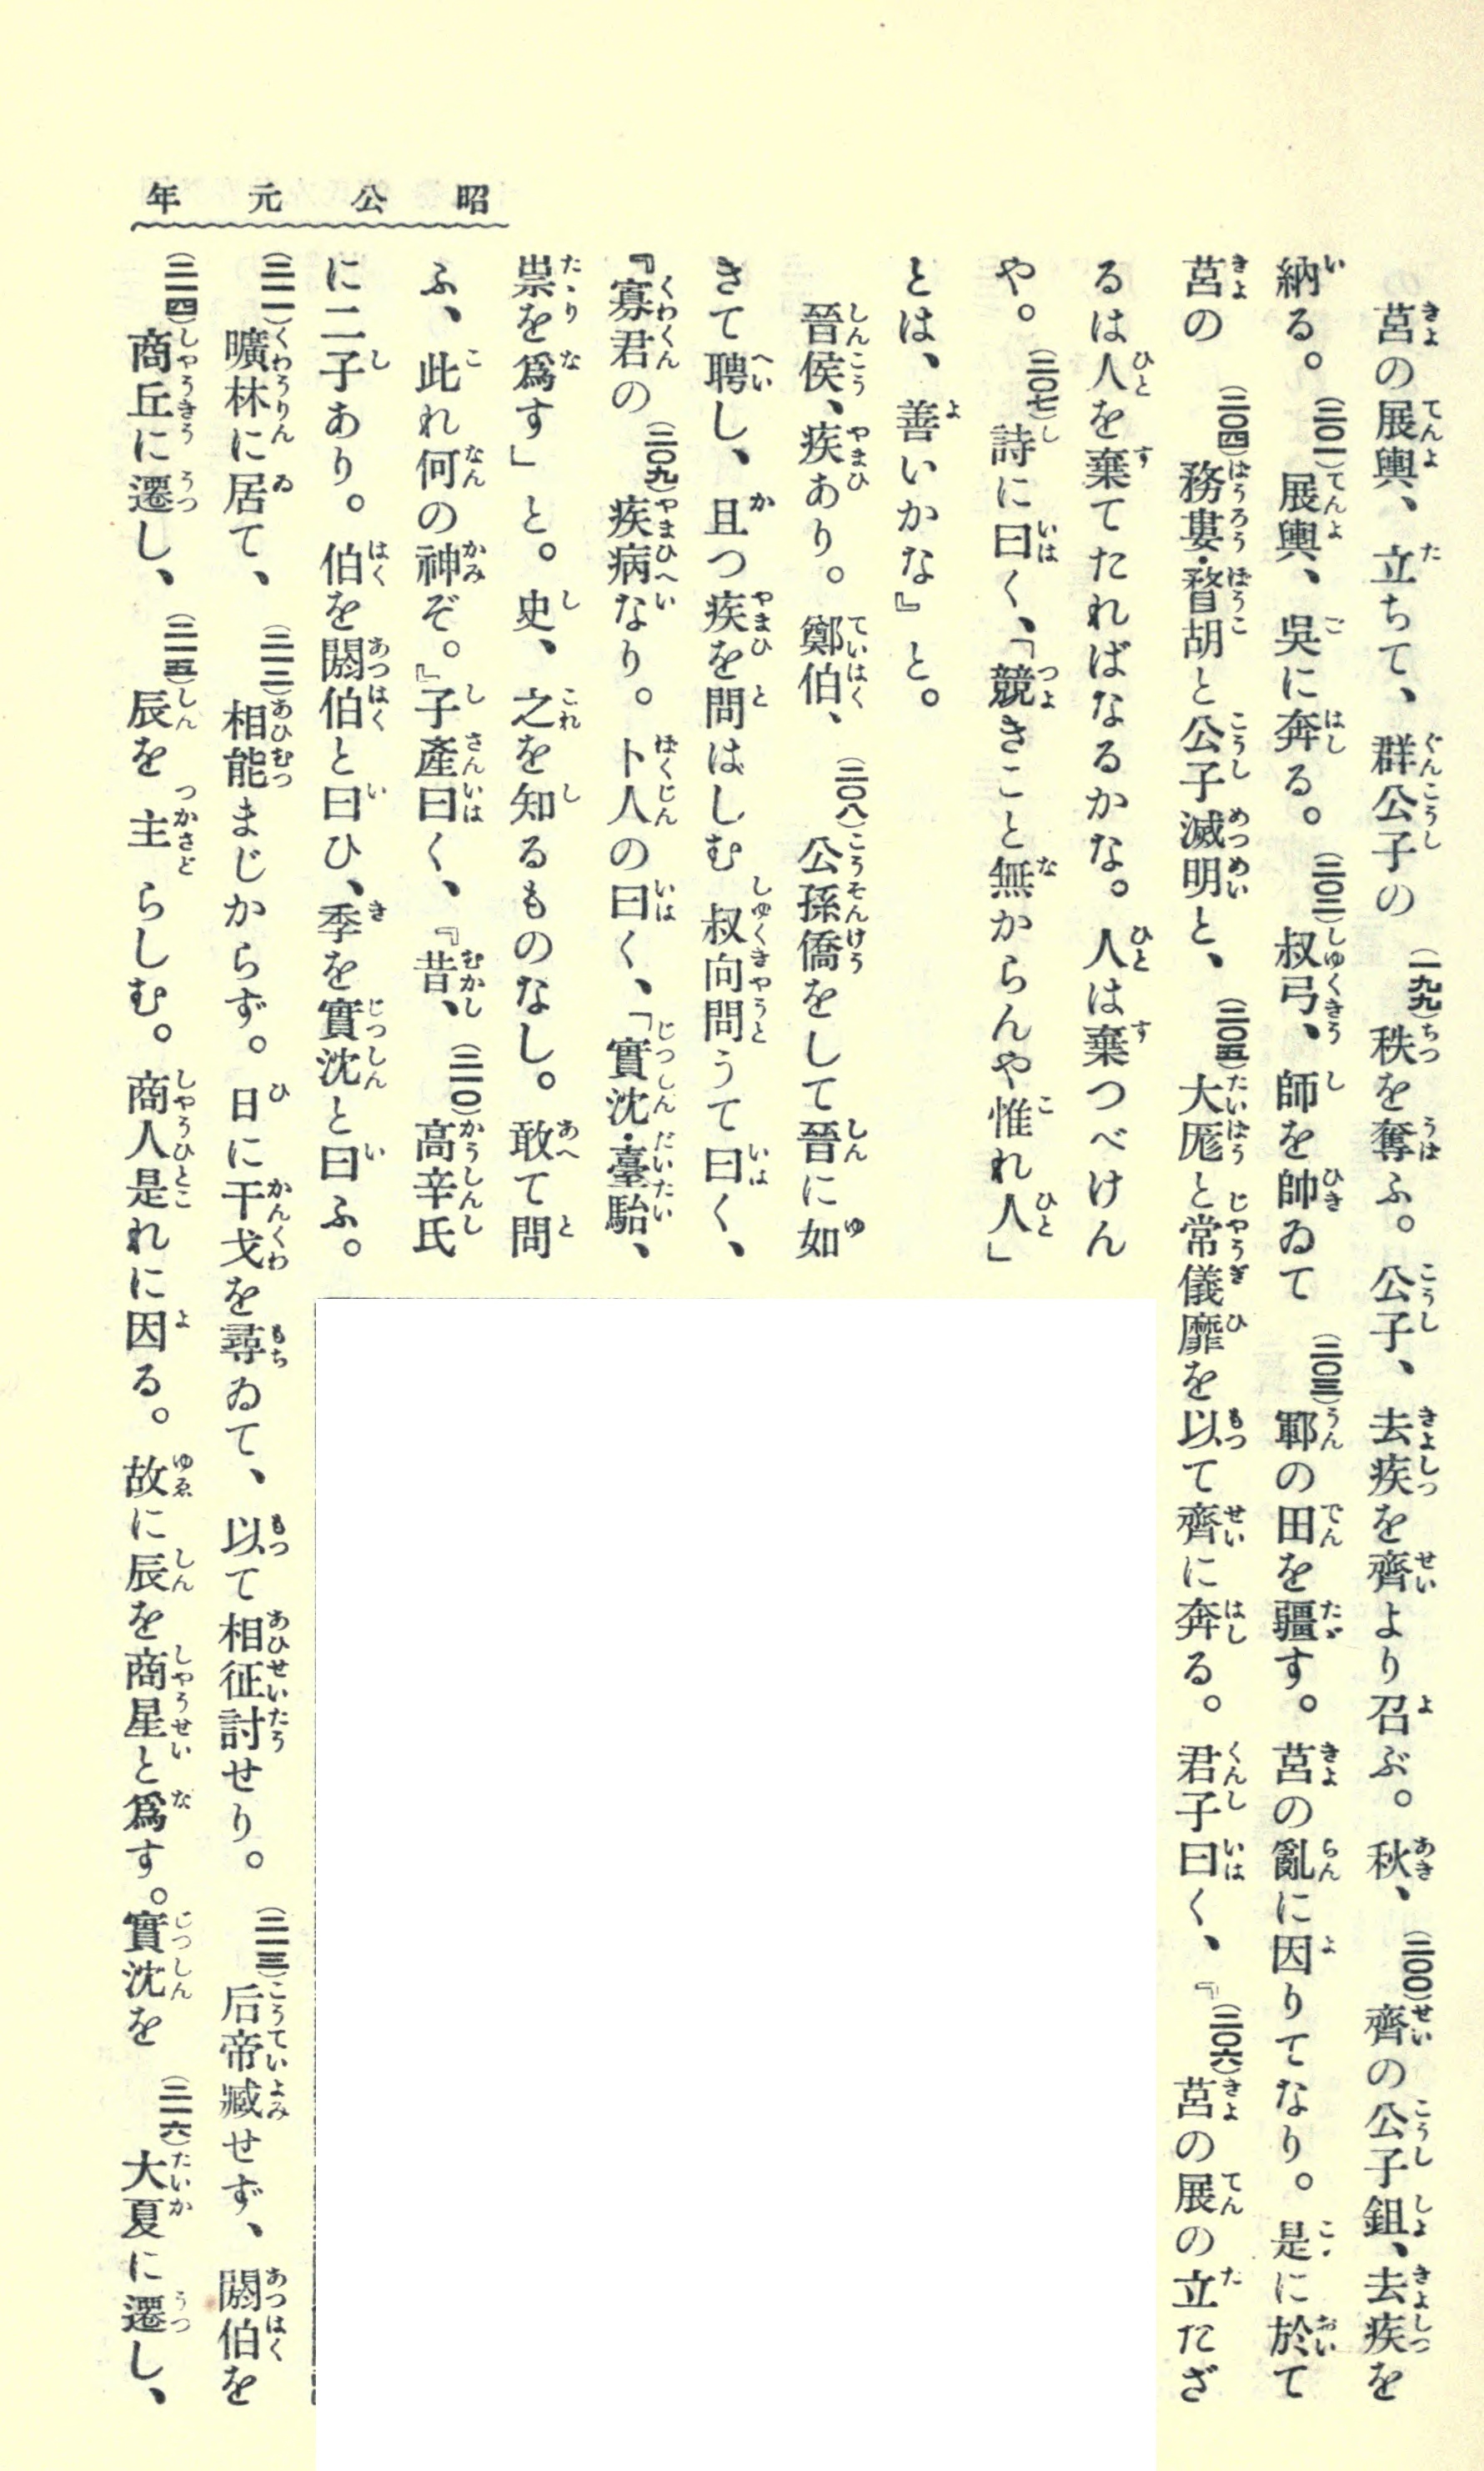 昭公元年
莒の展輿、立ちて、群公子の(一九九)秩を奪ふ。公子、去疾を齊より召ぶ。秋、(二〇〇)齊の公子鉏、去疾を
納る。(二〇一)展輿、吳に奔る。(二〇二)叔弓、師を帥ゐて(二〇三)鄆の田を疆す。莒の亂に因りてなり。是に於て
莒の(二〇四)務婁・瞀胡と公子滅明と、(二〇五)大厖と常儀靡を以て齊に奔る。君子曰く、『(二〇六)莒の展の立たざ
るは人を棄てたればなるかな。人は棄つべけん
や。(二〇七)詩に曰く、「競きこと無からんや惟れ人」
とは、善いかな』と。
晉侯、疾あり。鄭伯、(二〇八)公孫僑をして晉に如
きて聘し、且つ疾を問はしむ叔向問うて曰く、
『寡君の(二〇九)疾病なり。卜人の曰く、「實沈・臺駘、
祟を爲す」と。史、之を知るものなし。敢て問
ふ、此れ何の神ぞ。』子產曰く、『昔、(二一〇)高辛氏
に二子あり。伯を閼伯と曰ひ、季を實沈と曰ふ。
(二一一)曠林に居て、(二一二)相能まじからず。日に干戈を尋ゐて、以て相征討せり。(二一三)后帝臧せず、閼伯を
(二一四)商丘に遷し、(二一五)辰を主らしむ。商人是れに因る。故に辰を商星と爲す。實沈を(二一六)大夏に遷し、